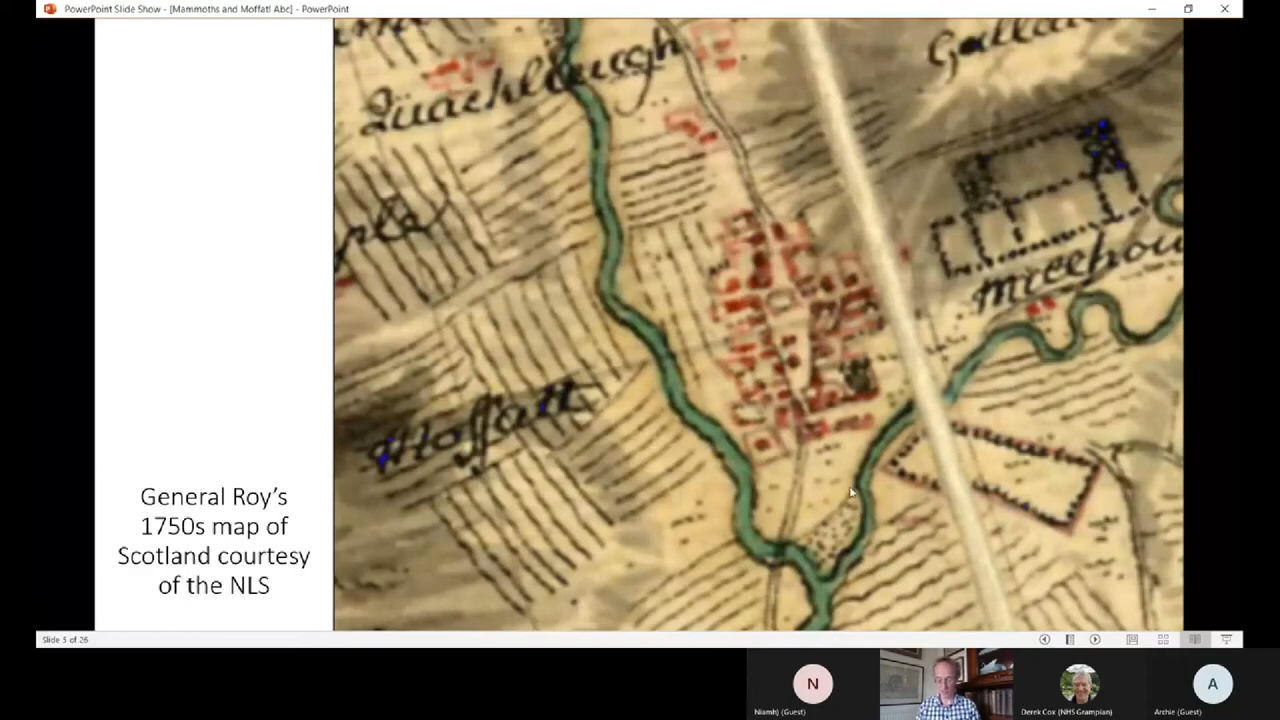 PowerPoint Slide Show - [Mammoths and Moffat! Abc] - PowerPoint
Quachleugh
Moffatt
General Roy's
1750s map of
Scotland courtesy
of the NLS
Slide 5 of 26
N
A
Niamhj (Guest)
Derek Cox (NHS Grampian)
Archie (Guest)